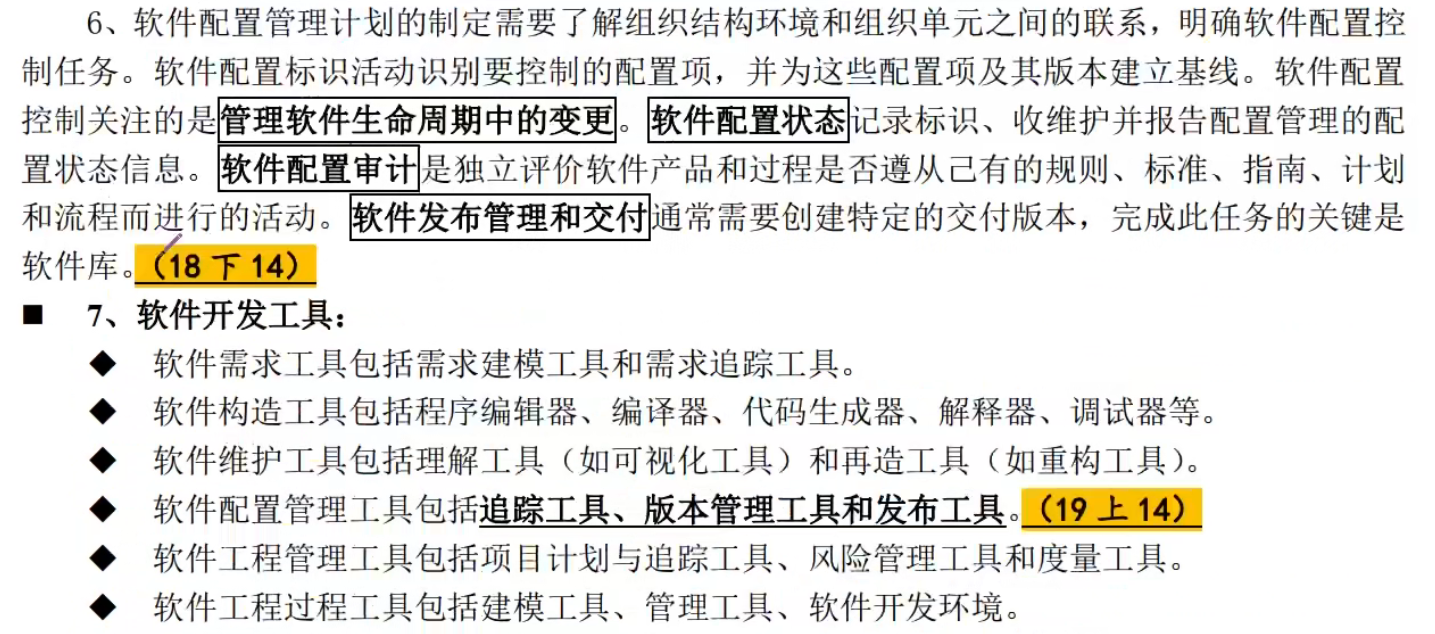 6、软件配置管理计划的制定需要了解组织结构环境和组织单元之间的联系，明确软件配置控
制任务。软件配置标识活动识别要控制的配置项，并为这些配置项及其版本建立基线。软件配置
控制关注的是管理软件生命周期中的变更。软件配置状态记录标识、收维护并报告配置管理的配
置状态信息。软件配置审计是独立评价软件产品和过程是否遵从己有的规则、标准、指南、计划
和流程而进行的活动。软件发布管理和交付通常需要创建特定的交付版本，完成此任务的关键是
软件库。（18 下 14）
■ 7、软件开发工具：
◆ 软件需求工具包括需求建模工具和需求追踪工具。
◆ 软件构造工具包括程序编辑器、编译器、代码生成器、解释器、调试器等。
◆ 软件维护工具包括理解工具（如可视化工具）和再造工具（如重构工具）。
◆ 软件配置管理工具包括追踪工具、版本管理工具和发布工具。（19 上 14）
◆ 软件工程管理工具包括项目计划与追踪工具、风险管理工具和度量工具。
◆ 软件工程过程工具包括建模工具、管理工具、软件开发环境。